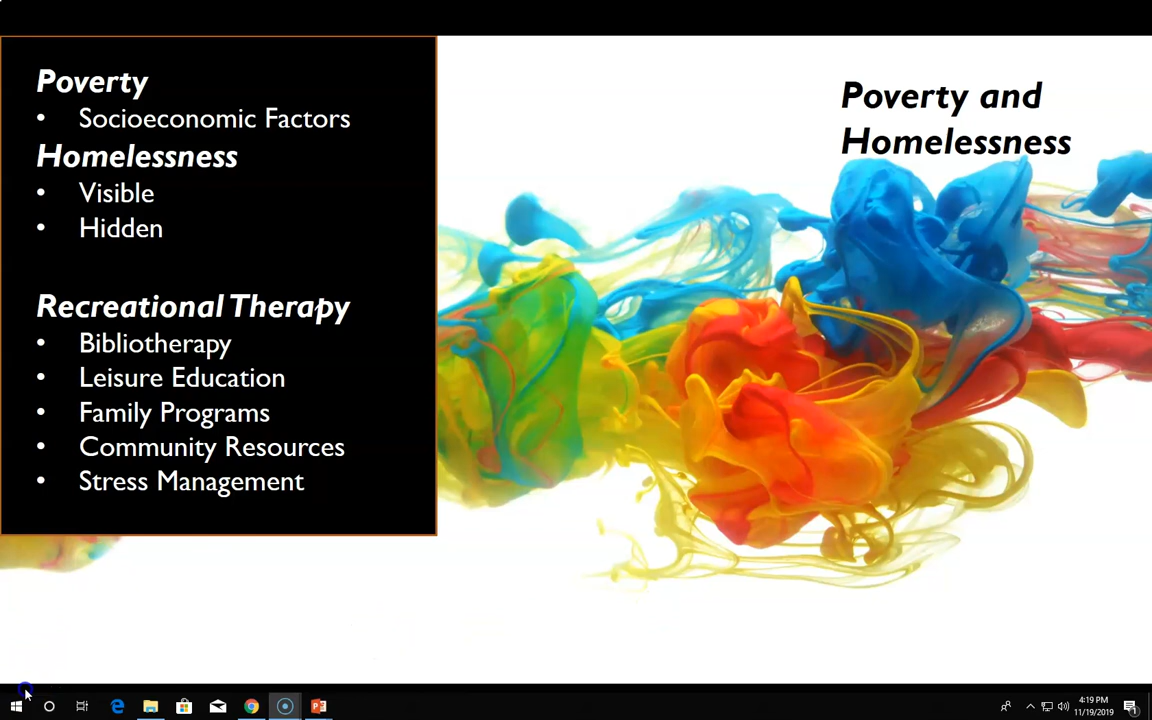 Poverty
• Socioeconomic Factors
Homelessness
• Visible
• Hidden
Recreational Therapy
• Bibliotherapy
• Leisure Education
• Family Programs
• Community Resources
• Stress Management
Poverty and
Homelessness
4:19 PM
11/19/2019